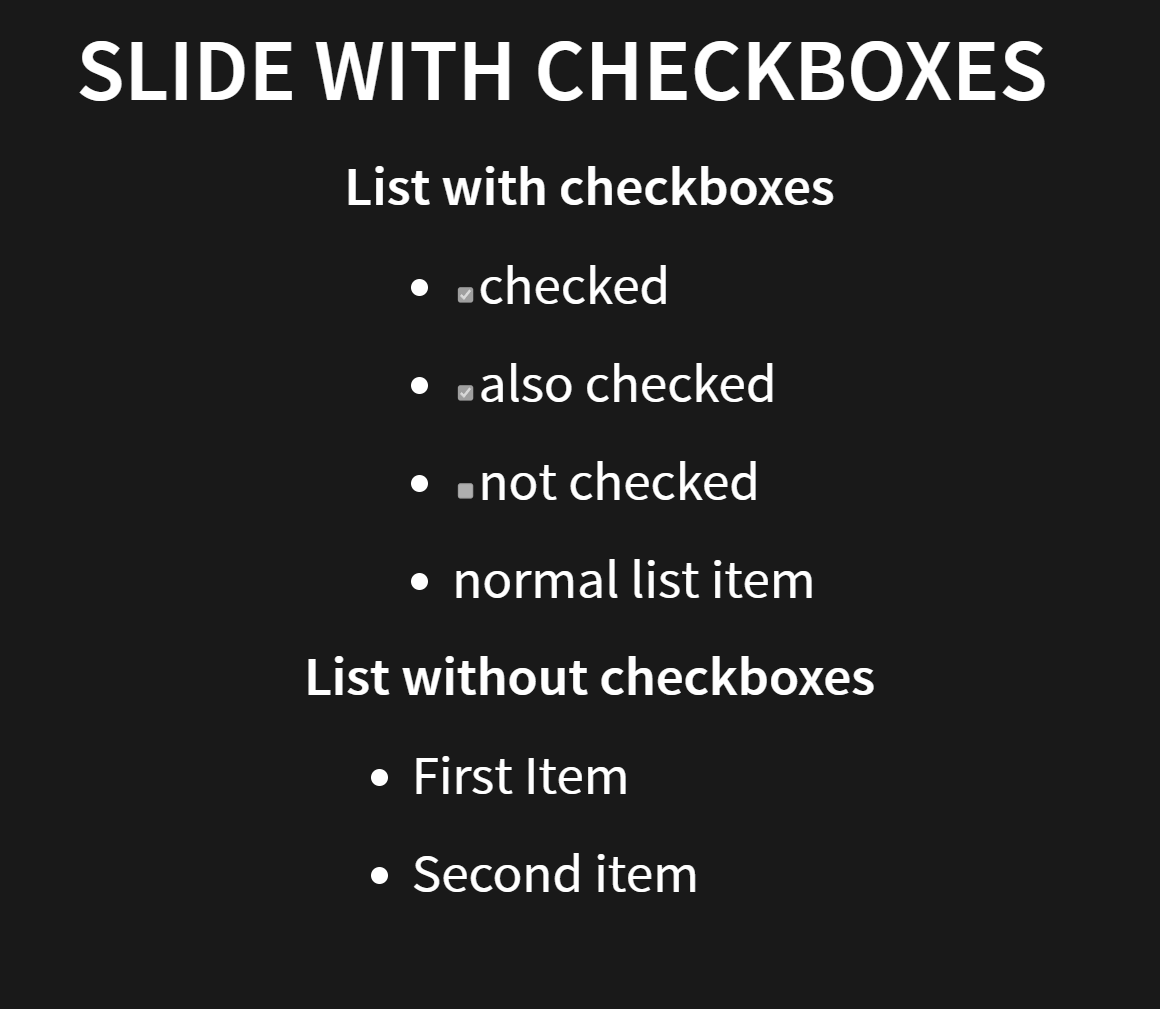 SLIDE WITH CHECKBOXES
List with checkboxes
checked
also checked
not checked
normal list item
List without checkboxes
First Item
Second item